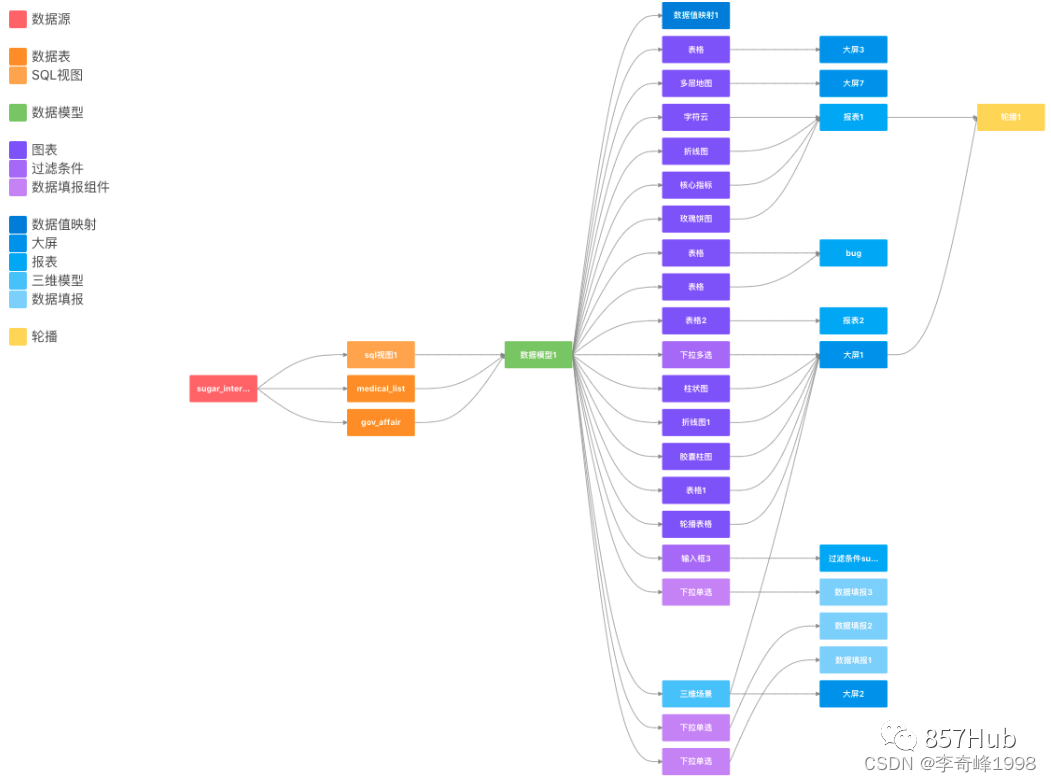 数据源
数据表
SQL视图
数据模型
图表
过滤条件
数据填报组件
数据值映射
大屏
报表
三维模型
数据填报
轮播
sugar_inter...
sql视图1
medical_list
gov_affair
数据模型1
数据值映射1
表格
大屏3
多层地图
大屏7
字符云
报表1
轮播1
折线图
核心指标
玫瑰饼图
表格
bug
表格
表格2
报表2
下拉多选
大屏1
柱状图
折线图1
胶囊柱图
表格1
轮播表格
输入框3
过滤条件su...
下拉单选
数据填报3
数据填报2
数据填报1
三维场景
大屏2
下拉单选
下拉单选
857Hub
CSDN @李奇峰1998